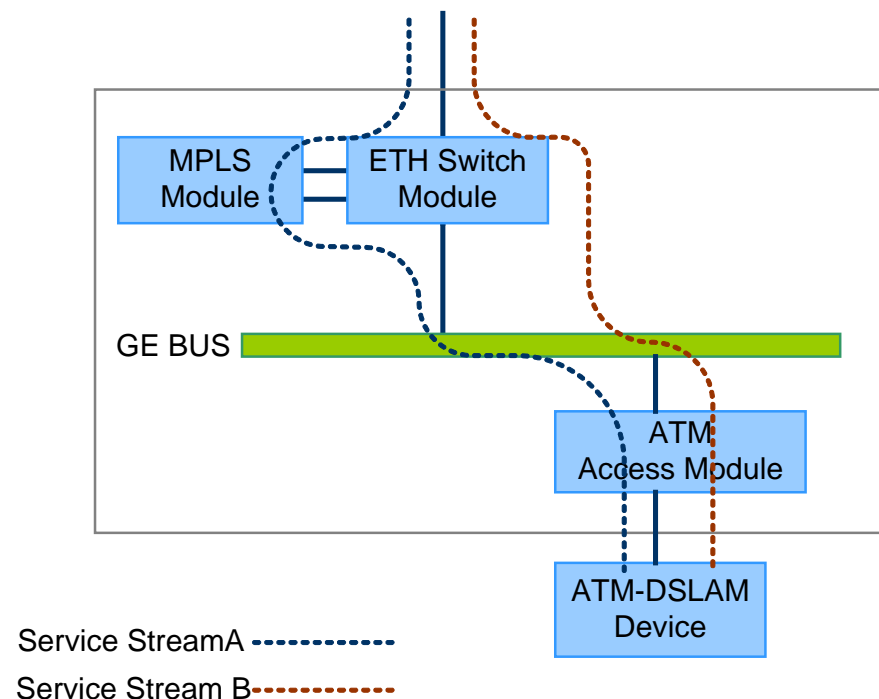 MPLS
Module
ETH Switch
Module
GE BUS
ATM
Access Module
ATM-DSLAM
Device
Service StreamA
Service Stream B